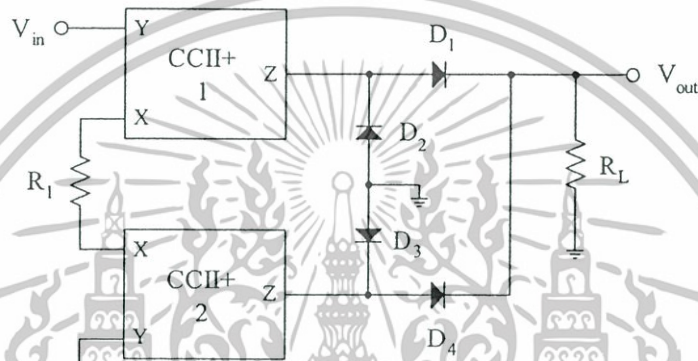 V_in
Y
CCII+
1
Z
X
D_1
V_out
D_2
R_1
R_L
X
CCII+
2
Z
Y
D_3
D_4